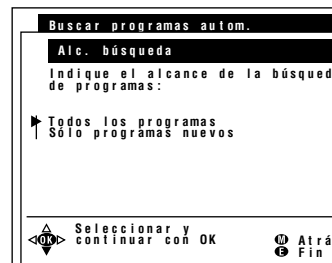 Buscar programas autom.
Alc. búsqueda
Indique el alcance de la búsqued
de programas:
Todos los programas
Sólo programas nuevos
Seleccionar y
OK continuar con OK
M Atrá
E Fin